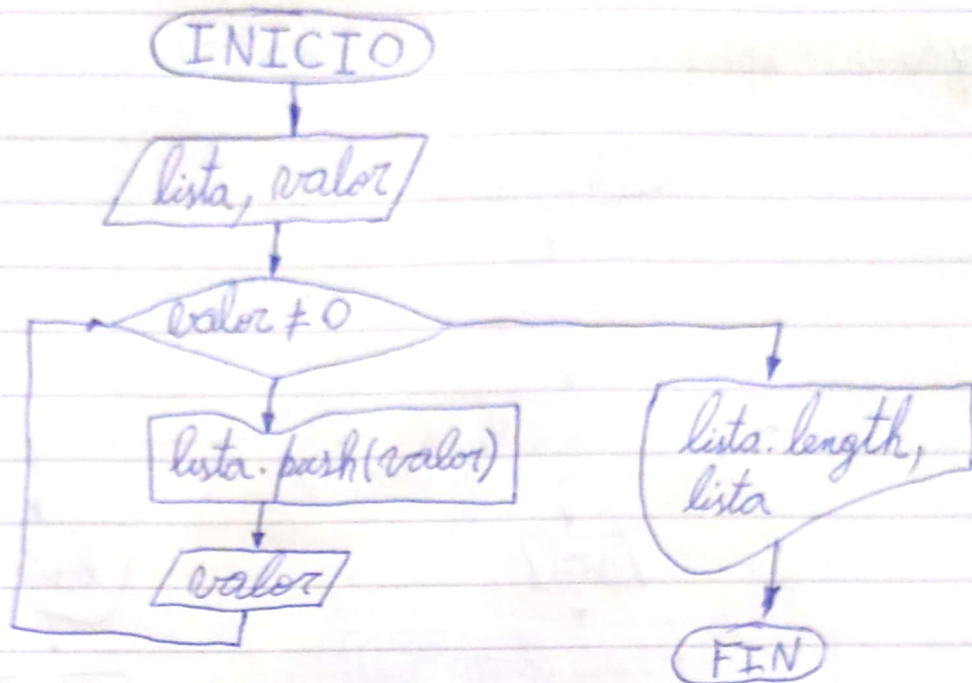 INICIO
lista, valor
valor ≠ 0
lista.push(valor)
valor
lista.length,
lista
FIN